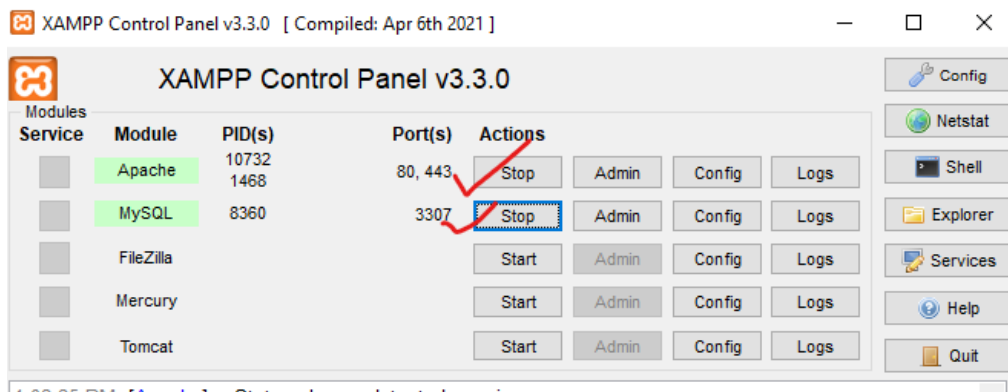 XAMPP Control Panel v3.3.0 [ Compiled: Apr 6th 2021 ]
XAMPP Control Panel v3.3.0
Config
Modules
Service Module PID(s) Port(s) Actions
Netstat
Apache 10732 1468 80, 443 Stop Admin Config Logs
Shell
MySQL 8360 3307 Stop Admin Config Logs
Explorer
FileZilla Start Admin Config Logs
Services
Mercury Start Admin Config Logs
Help
Tomcat Start Admin Config Logs
Quit